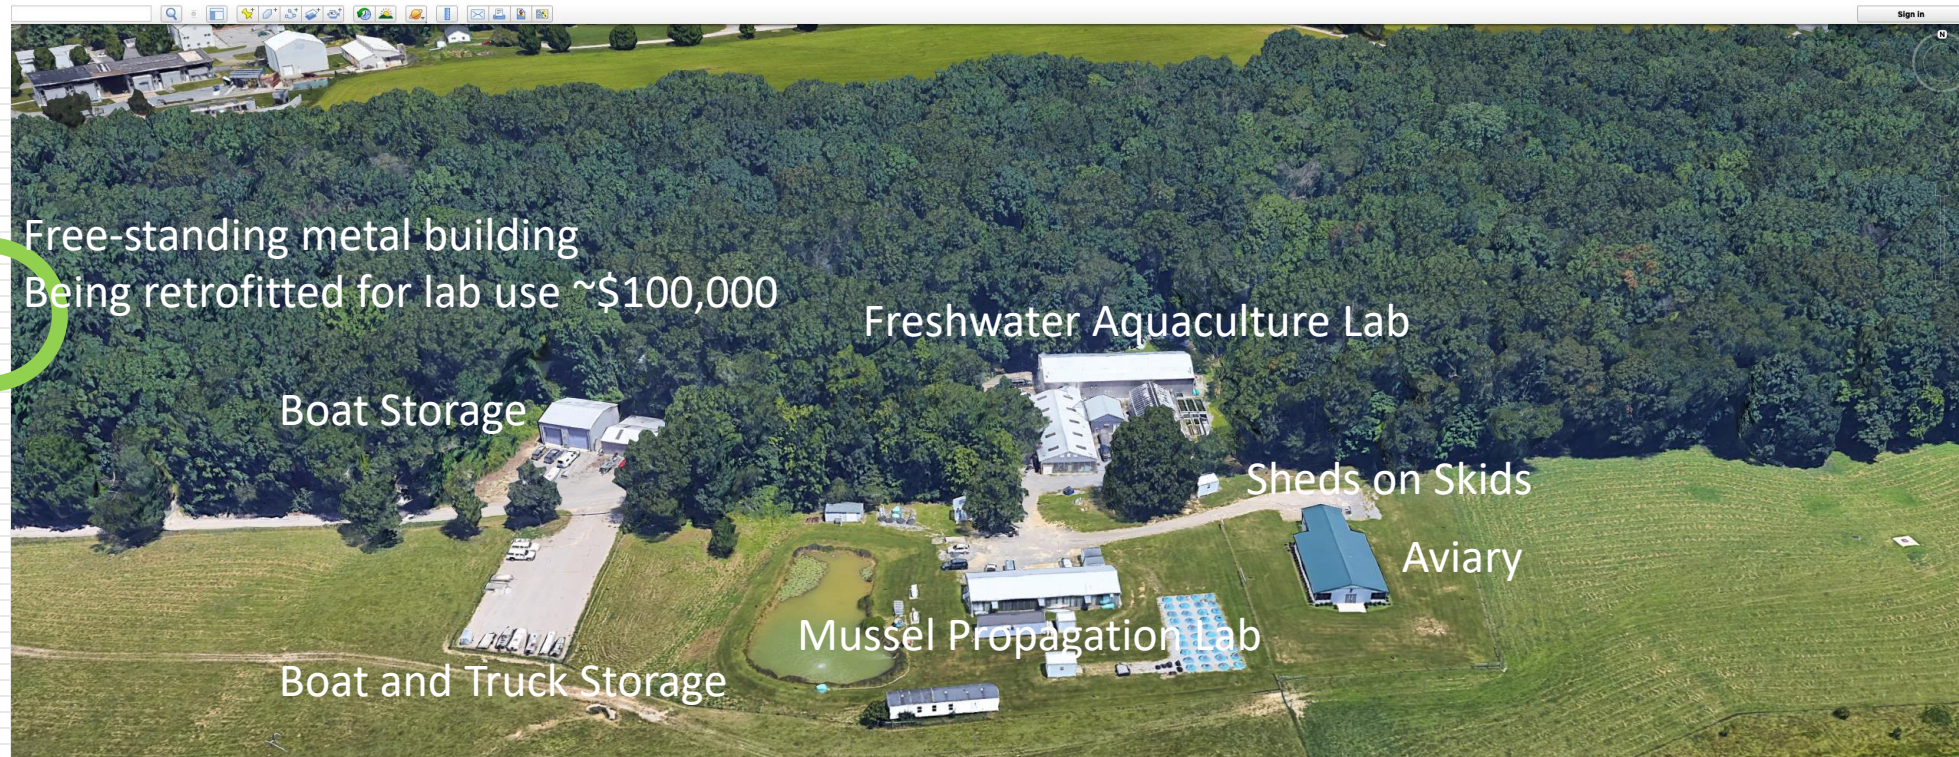 Sign in
N
Free-standing metal building
Being retrofitted for lab use ~$100,000
Freshwater Aquaculture Lab
Boat Storage
Sheds on Skids
Aviary
Mussel Propagation Lab
Boat and Truck Storage